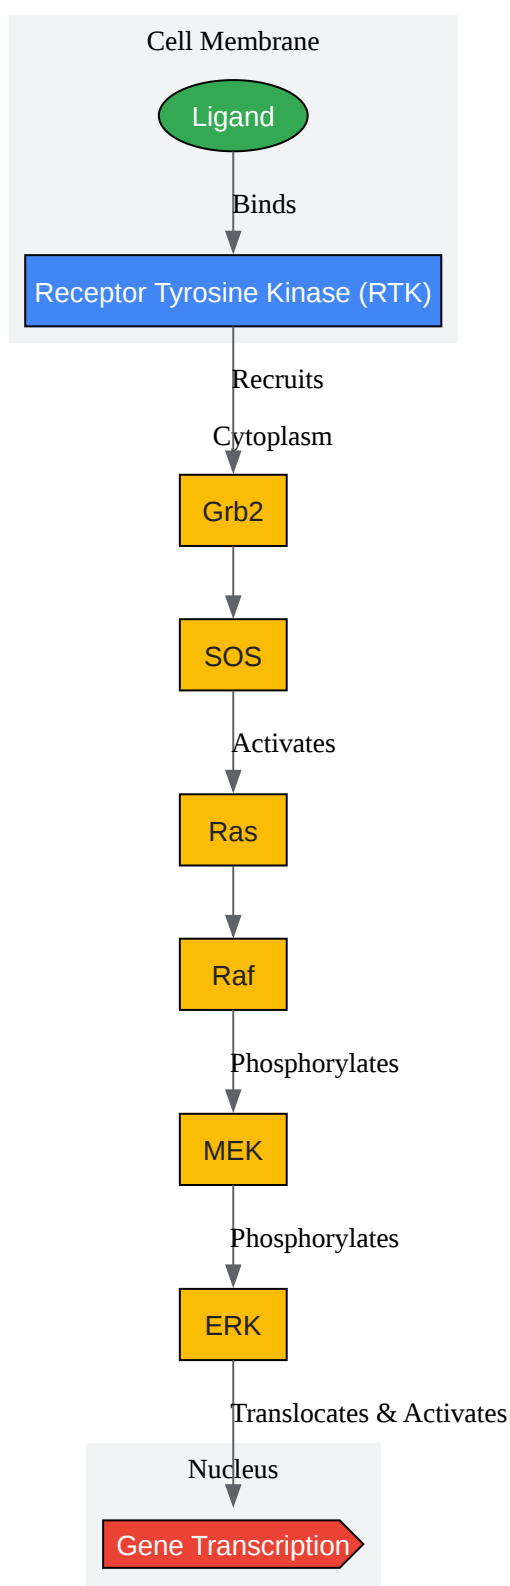 Cell Membrane
Ligand
Binds
Receptor Tyrosine Kinase (RTK)
Recruits
Cytoplasm
Grb2
SOS
Activates
Ras
Raf
Phosphorylates
MEK
Phosphorylates
ERK
Translocates & Activates
Nucleus
Gene Transcription